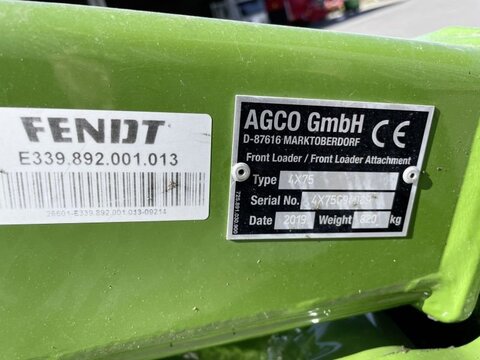 FENDT
E339.892.001.013
AGCO GmbH
D-87616 MARKTOBERDORF
CE
Front Loader / Front Loader Attachment
Type 4X75
Serial No.
Date 2019 Weight 820 kg